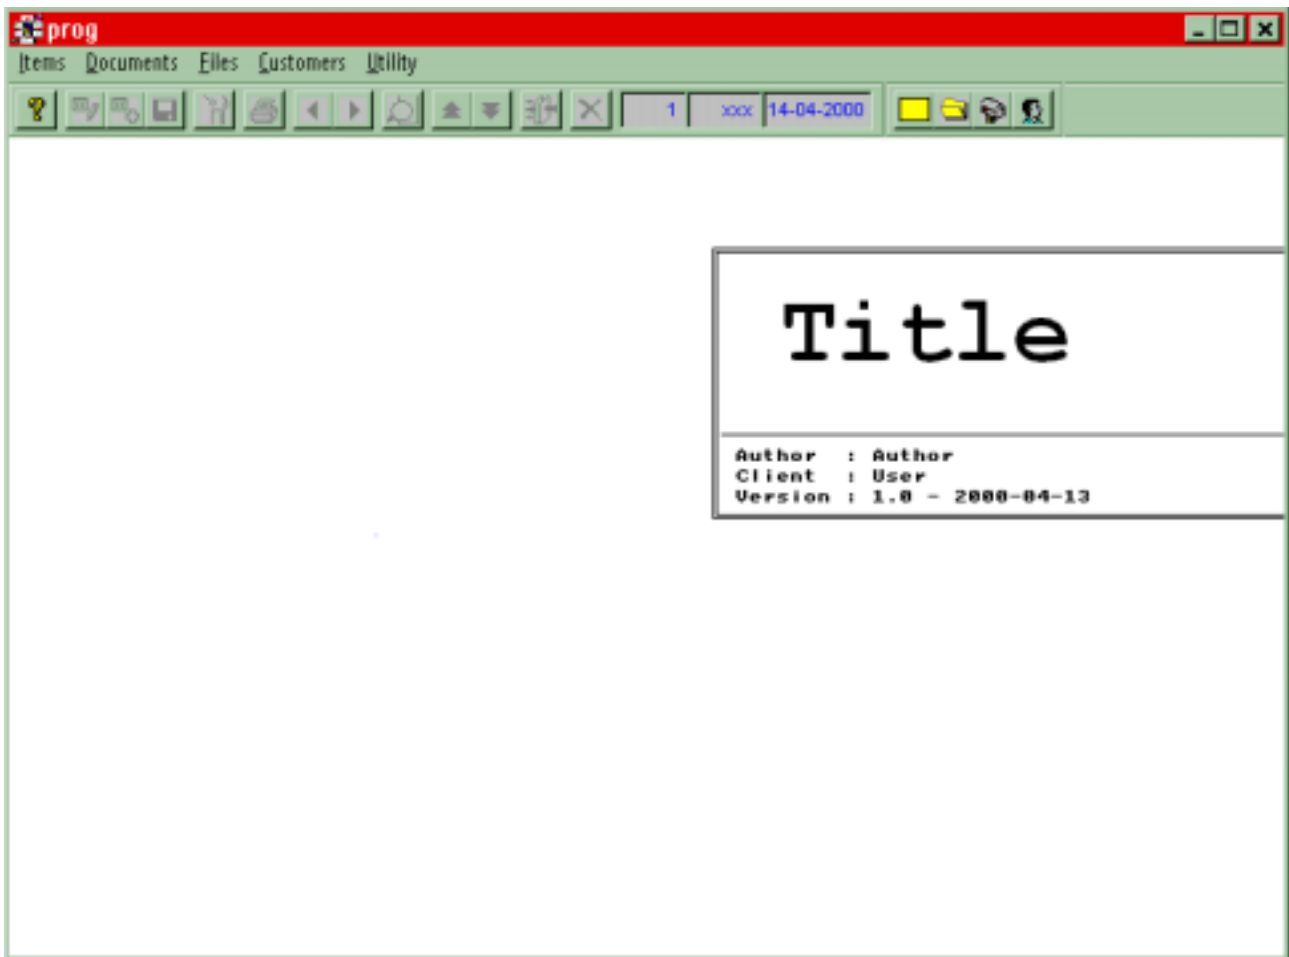 prog
Items Documents Files Customers Utility
? 1 xxx 14-04-2000
Title
Author : Author
Client : User
Version : 1.0 - 2000-04-13